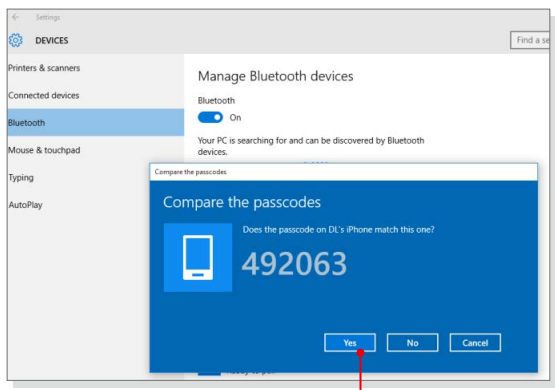 Settings
DEVICES
Find a se
Printers & scanners
Connected devices
Bluetooth
Mouse & touchpad
Typing
AutoPlay
Manage Bluetooth devices
Bluetooth
On
Your PC is searching for and can be discovered by Bluetooth
devices.
Compare the passcodes
Compare the passcodes
Does the passcode on DL's iPhone match this one?
492063
Yes No Cancel